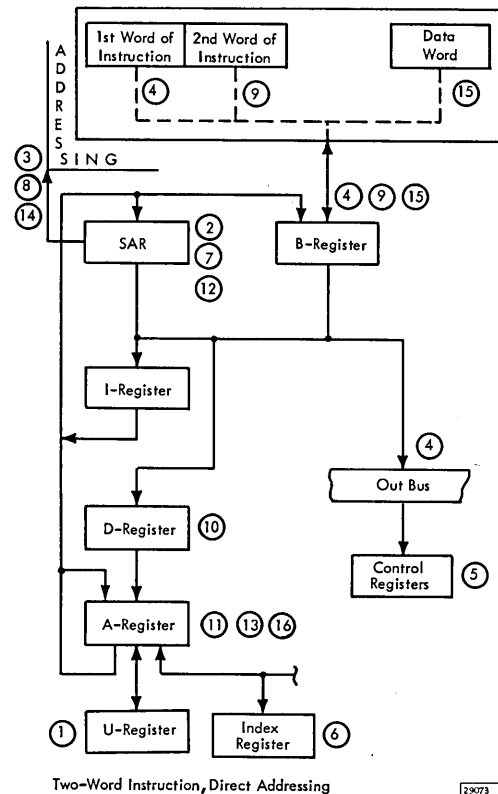 1st Word of 2nd Word of Data
Instruction Instruction Word
4 9 15
ADDRESSING
3
8
14
4 9 15
SAR
2
7
12
B-Register
I-Register
4
Out Bus
D-Register
10
Control
Registers
5
A-Register
11 13 16
1
U-Register
Index
Register
6
Two-Word Instruction, Direct Addressing
29073